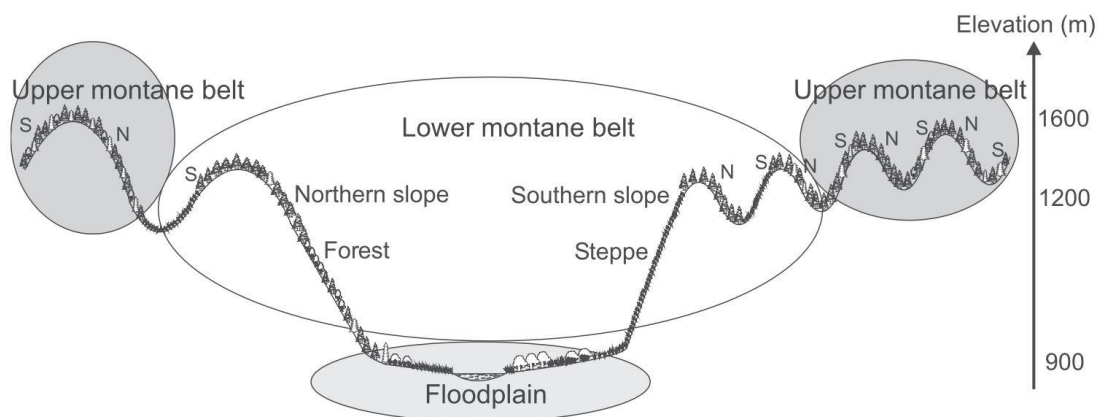 Elevation (m)
Upper montane belt
Upper montane belt
Lower montane belt
1600
S
N
S
N
S
N
S
S
N
S
N
Northern slope
Southern slope
1200
Forest
Steppe
900
Floodplain